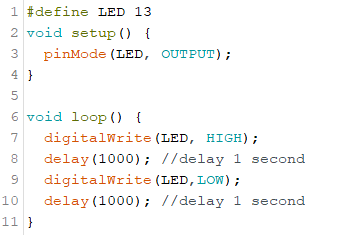 1 #define LED 13
2 void setup() {
3   pinMode(LED, OUTPUT);
4 }
5
6 void loop() {
7   digitalWrite(LED, HIGH);
8   delay(1000); //delay 1 second
9   digitalWrite(LED,LOW);
10   delay(1000); //delay 1 second
11 }